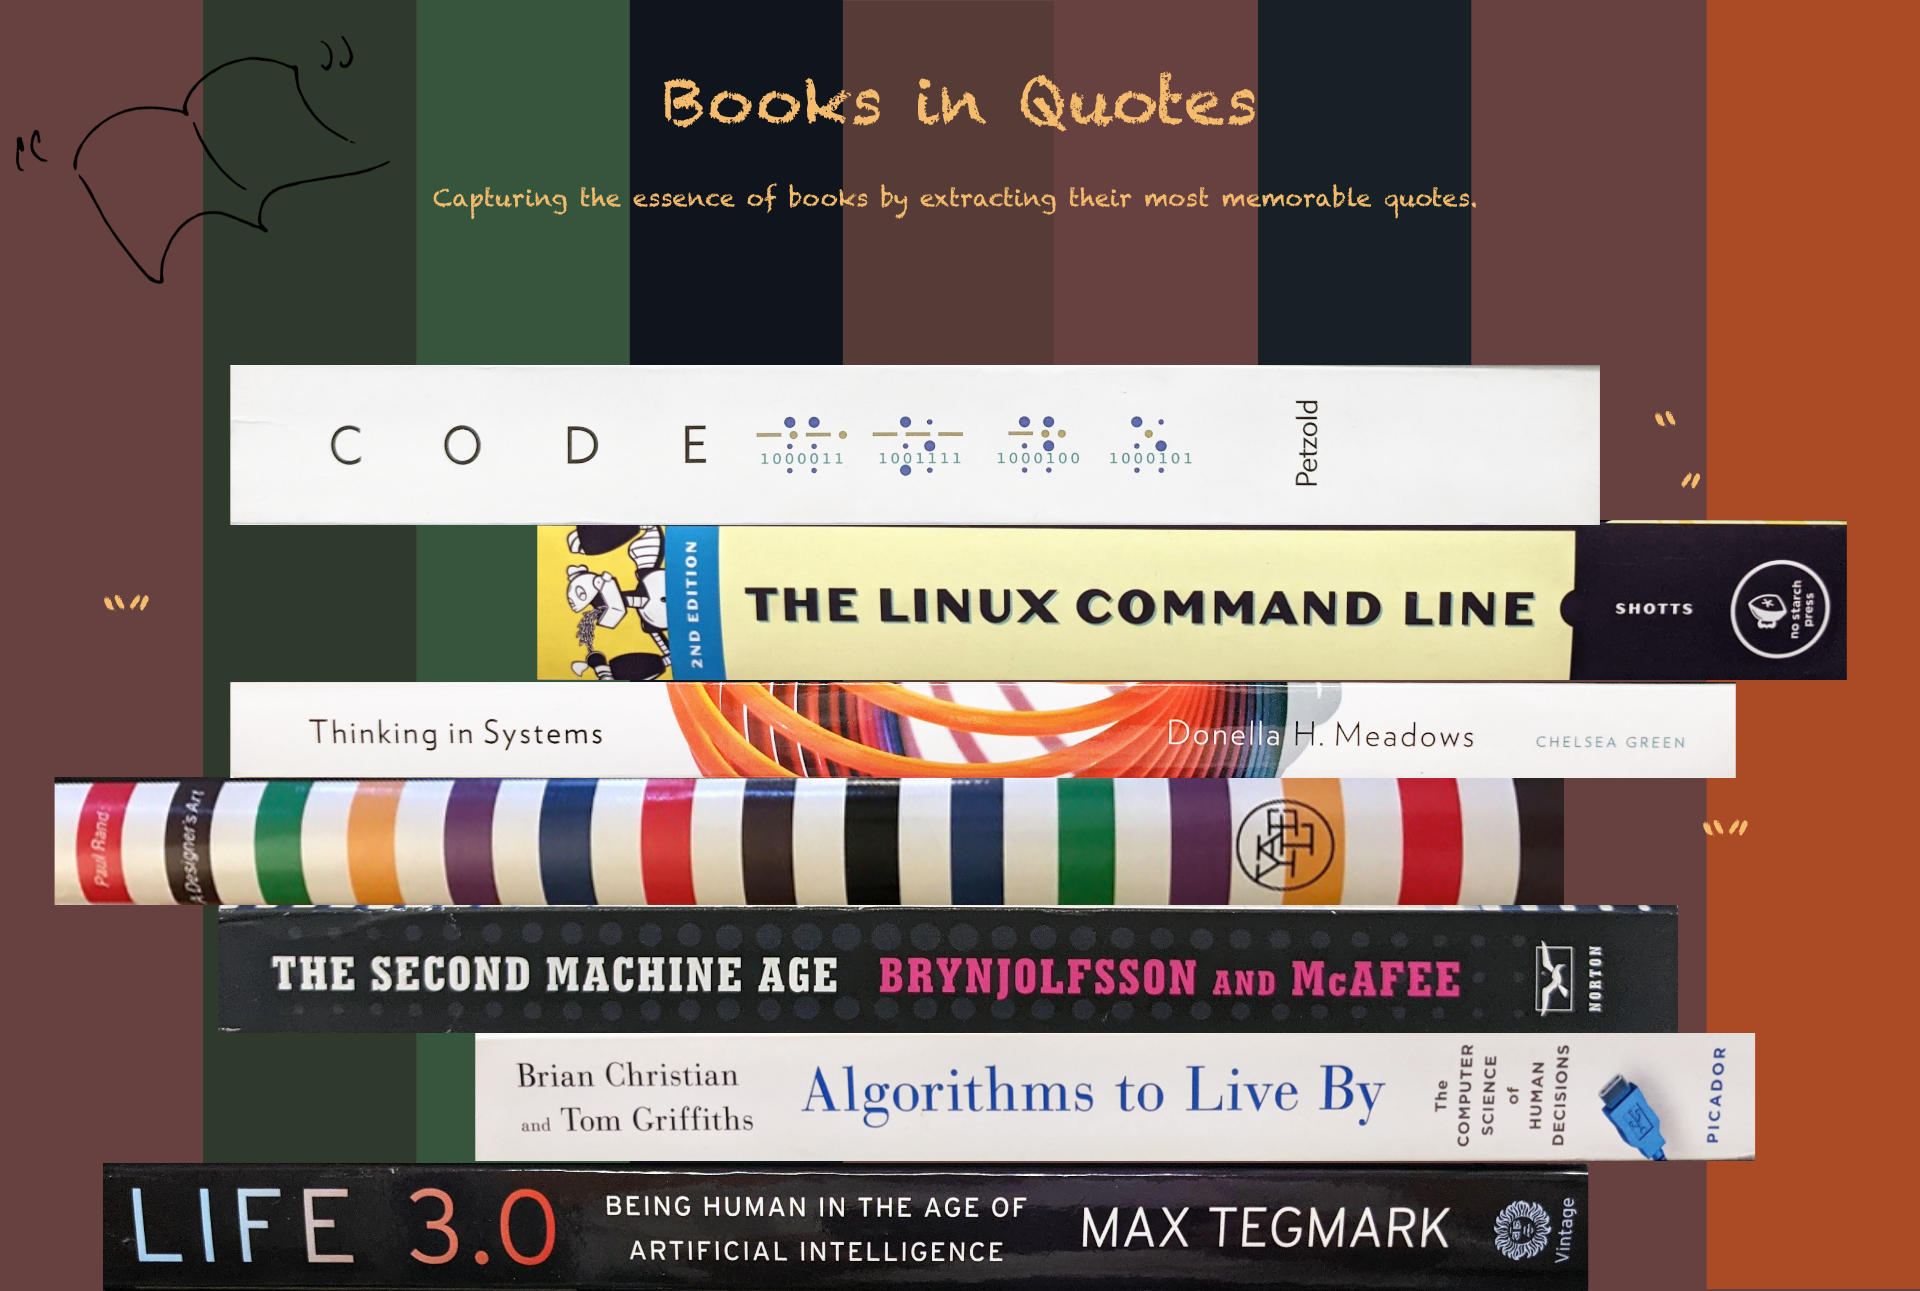 Books in Quotes
Capturing the essence of books by extracting their most memorable quotes.
C O D E
1000011 1001111 1000100 1000101
Petzold
2ND EDITION
THE LINUX COMMAND LINE
SHOTTS
no starch
press
Thinking in Systems
Donella H. Meadows
CHELSEA GREEN
Paul Rand
A Designer's Art
YALE
THE SECOND MACHINE AGE BRYNJOLFSSON AND McAFEE
NORTON
Brian Christian
and Tom Griffiths
Algorithms to Live By
The
COMPUTER
SCIENCE
of
HUMAN
DECISIONS
PICADOR
LIFE 3.0
BEING HUMAN IN THE AGE OF
ARTIFICIAL INTELLIGENCE
MAX TEGMARK
Vintage